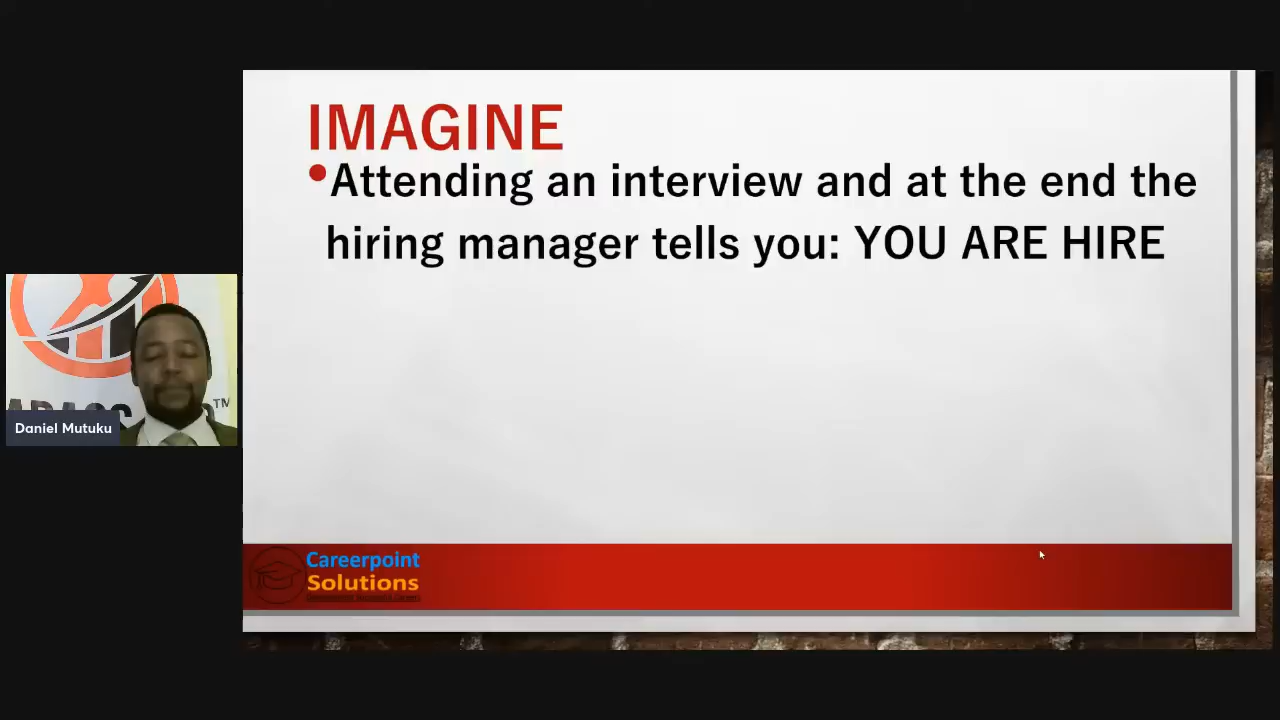 IMAGINE
•Attending an interview and at the end the
hiring manager tells you: YOU ARE HIRE
Daniel Mutuku
Careerpoint
Solutions